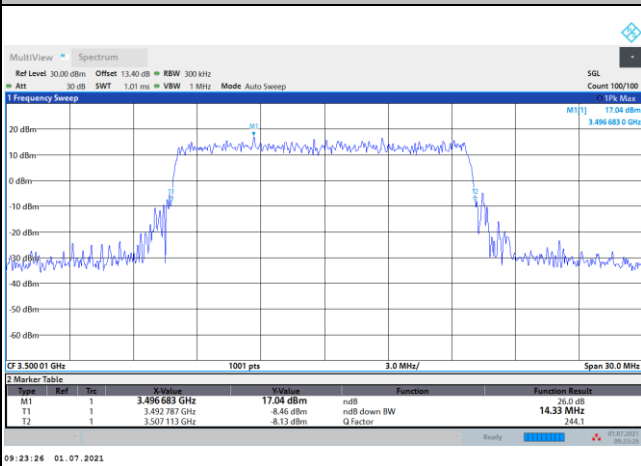 MultiView Spectrum
Ref Level 30.00 dBm Offset 13.40 dB RBW 300 kHz SGL
Att 30 dB SWT 1.01 ms VBW 1 MHz Mode Auto Sweep Count 100/100
1 Frequency Sweep 1Pk Max
M1[1] 17.04 dBm
3.496 683 0 GHz
M1
20 dBm
10 dBm
0 dBm
T1 T2
-10 dBm
-20 dBm
-30 dBm
-40 dBm
-50 dBm
-60 dBm
CF 3.500 01 GHz 1001 pts 3.0 MHz/ Span 30.0 MHz
2 Marker Table
Type Ref Trc X-Value Y-Value Function Function Result
M1 1 3.496 683 GHz 17.04 dBm ndB 26.0 dB
T1 1 3.492 787 GHz -8.46 dBm ndB down BW 14.33 MHz
T2 1 3.507 113 GHz -8.13 dBm Q Factor 244.1
Ready 01.07.2021
09:23:26
09:23:26 01.07.2021